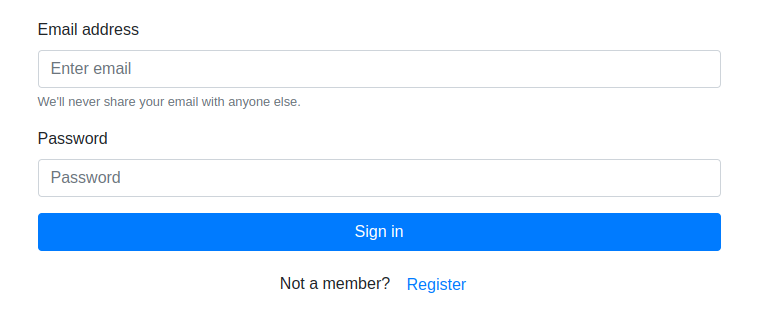 Email address
Enter email
We'll never share your email with anyone else.
Password
Password
Sign in
Not a member? Register